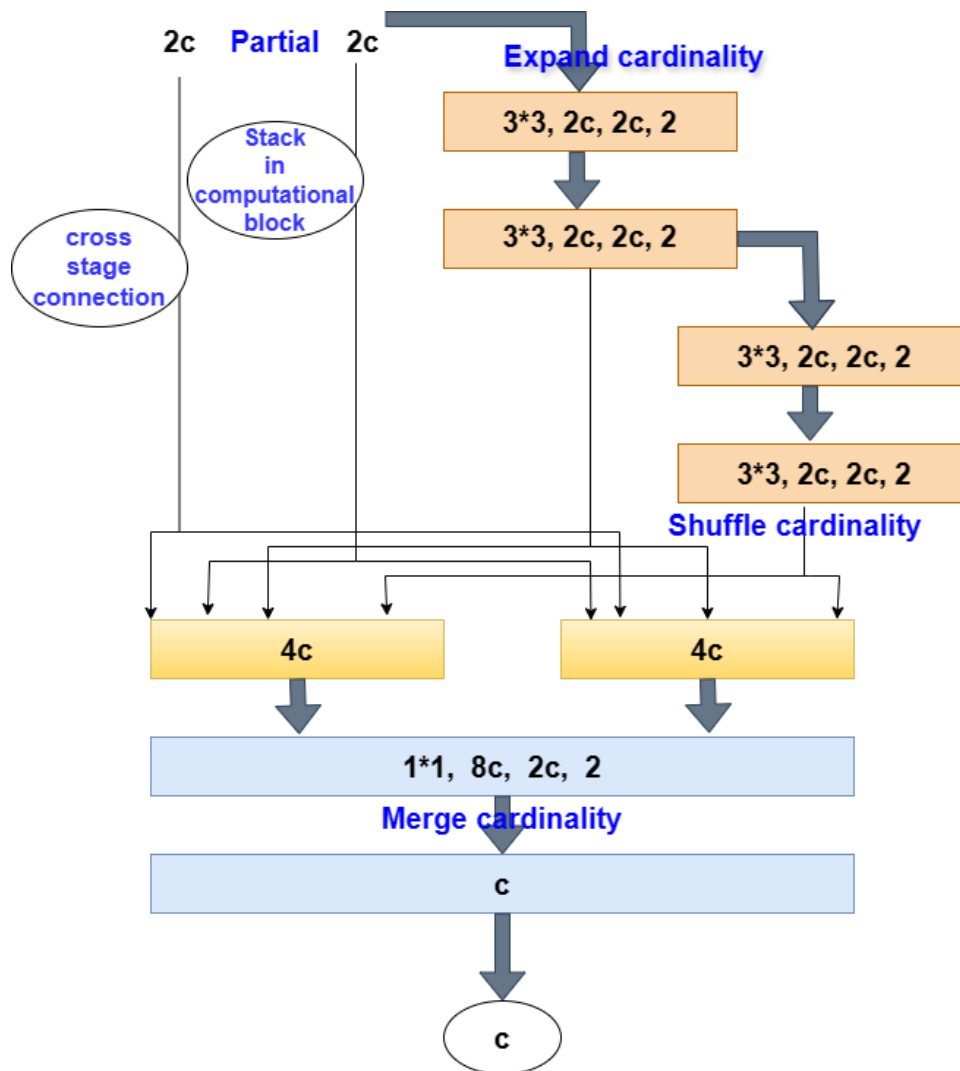 2c Partial 2c
Expand cardinality
3*3, 2c, 2c, 2
Stack
in
computational
block
3*3, 2c, 2c, 2
cross
stage
connection
3*3, 2c, 2c, 2
3*3, 2c, 2c, 2
Shuffle cardinality
4c
4c
1*1, 8c, 2c, 2
Merge cardinality
c
c